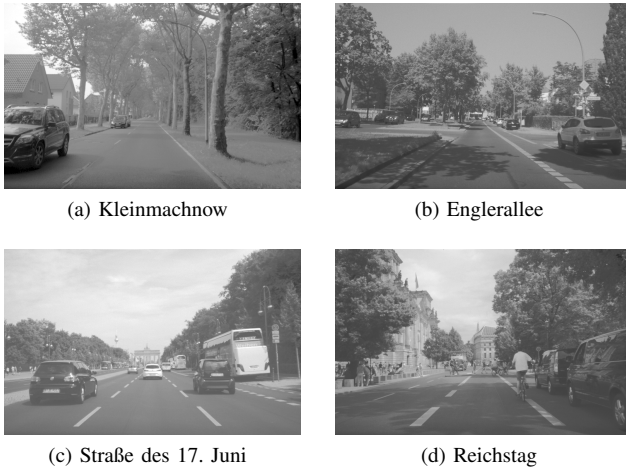 (a) Kleinmachnow
(b) Englerallee
(c) Straße des 17. Juni
(d) Reichstag